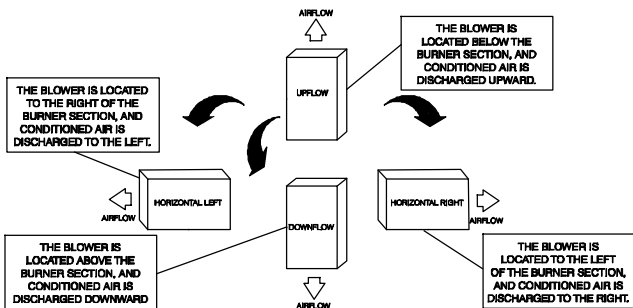 AIRFLOW
THE BLOWER IS
LOCATED BELOW THE
BURNER SECTION, AND
CONDITIONED AIR IS
DISCHARGED UPWARD.
UPFLOW
THE BLOWER IS LOCATED
TO THE RIGHT OF THE
BURNER SECTION, AND
CONDITIONED AIR IS
DISCHARGED TO THE LEFT.
HORIZONTAL LEFT
AIRFLOW
HORIZONTAL RIGHT
AIRFLOW
DOWNFLOW
THE BLOWER IS
LOCATED ABOVE THE
BURNER SECTION, AND
CONDITIONED AIR IS
DISCHARGED DOWNWARD
THE BLOWER IS
LOCATED TO THE LEFT
OF THE BURNER SECTION,
AND CONDITIONED AIR IS
DISCHARGED TO THE RIGHT.
AIRFLOW